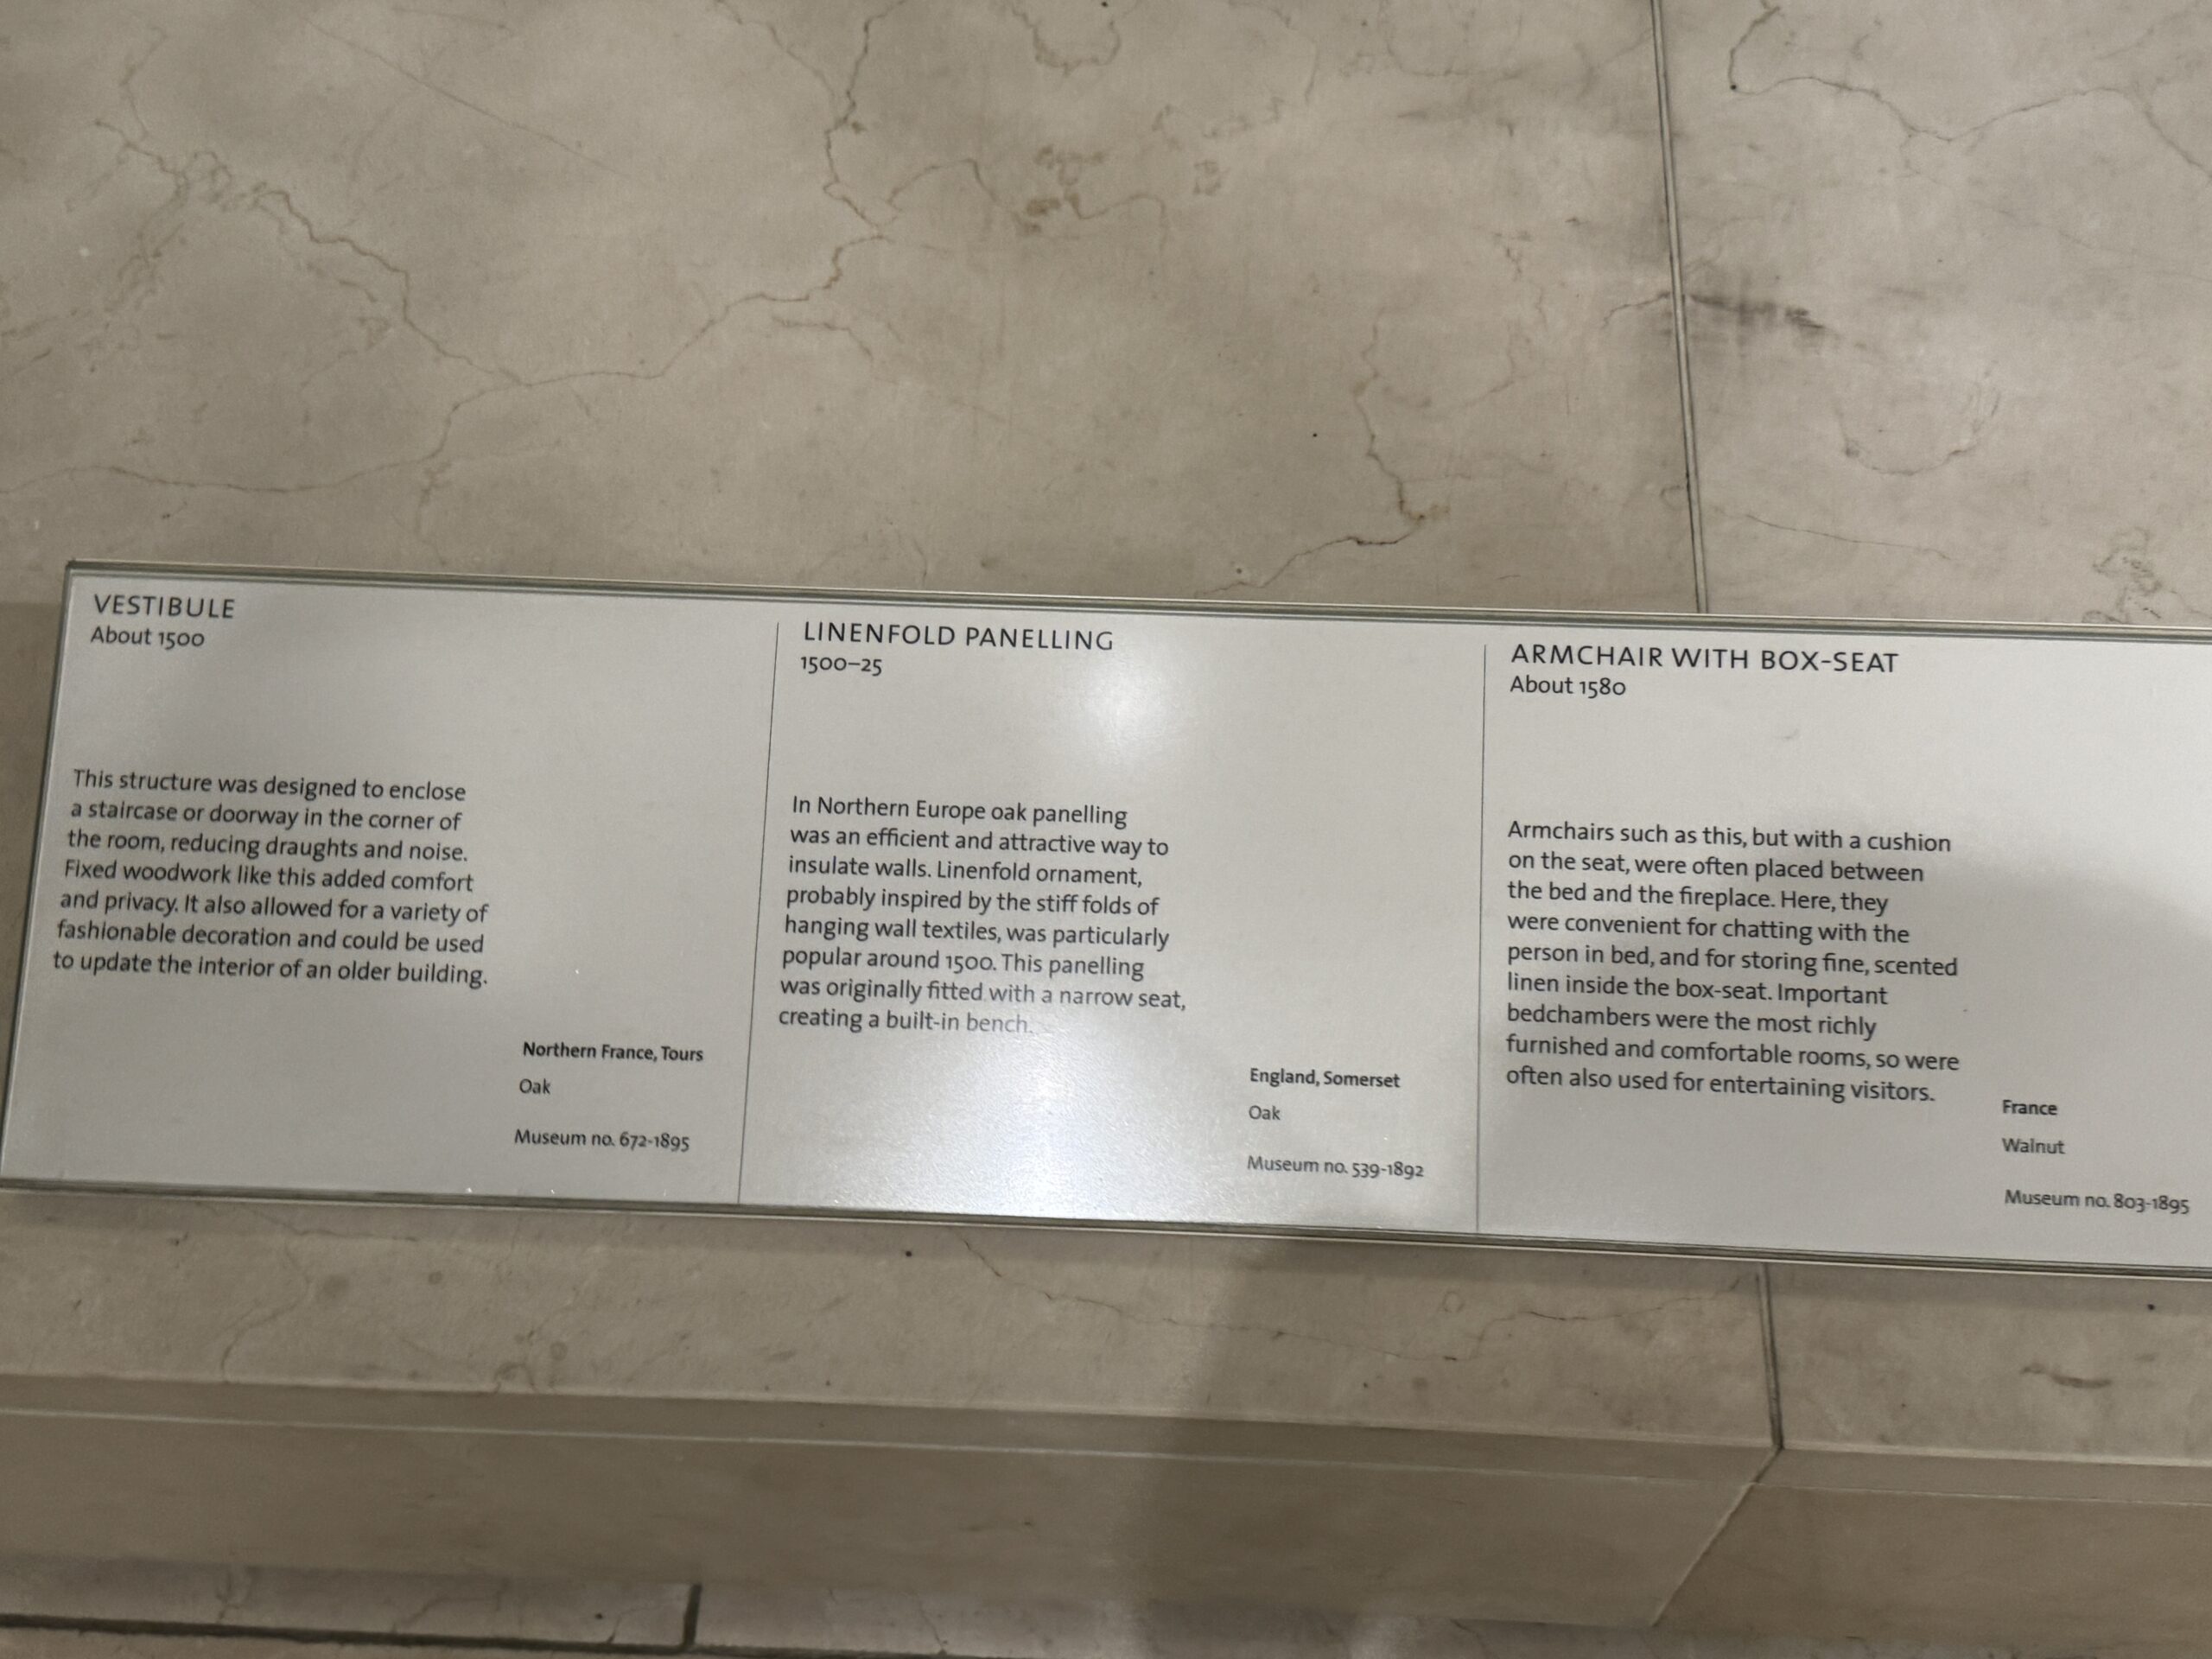 VESTIBULE
About 1500
This structure was designed to enclose
a staircase or doorway in the corner of
the room, reducing draughts and noise.
Fixed woodwork like this added comfort
and privacy. It also allowed for a variety of
fashionable decoration and could be used
to update the interior of an older building.
Northern France, Tours
Oak
Museum no. 672-1895
LINENFOLD PANELLING
1500–25
In Northern Europe oak panelling
was an efficient and attractive way to
insulate walls. Linenfold ornament,
probably inspired by the stiff folds of
hanging wall textiles, was particularly
popular around 1500. This panelling
was originally fitted with a narrow seat,
creating a built-in bench.
England, Somerset
Oak
Museum no. 539-1892
ARMCHAIR WITH BOX-SEAT
About 1580
Armchairs such as this, but with a cushion
on the seat, were often placed between
the bed and the fireplace. Here, they
were convenient for chatting with the
person in bed, and for storing fine, scented
linen inside the box-seat. Important
bedchambers were the most richly
furnished and comfortable rooms, so were
often also used for entertaining visitors.
France
Walnut
Museum no. 803-1895